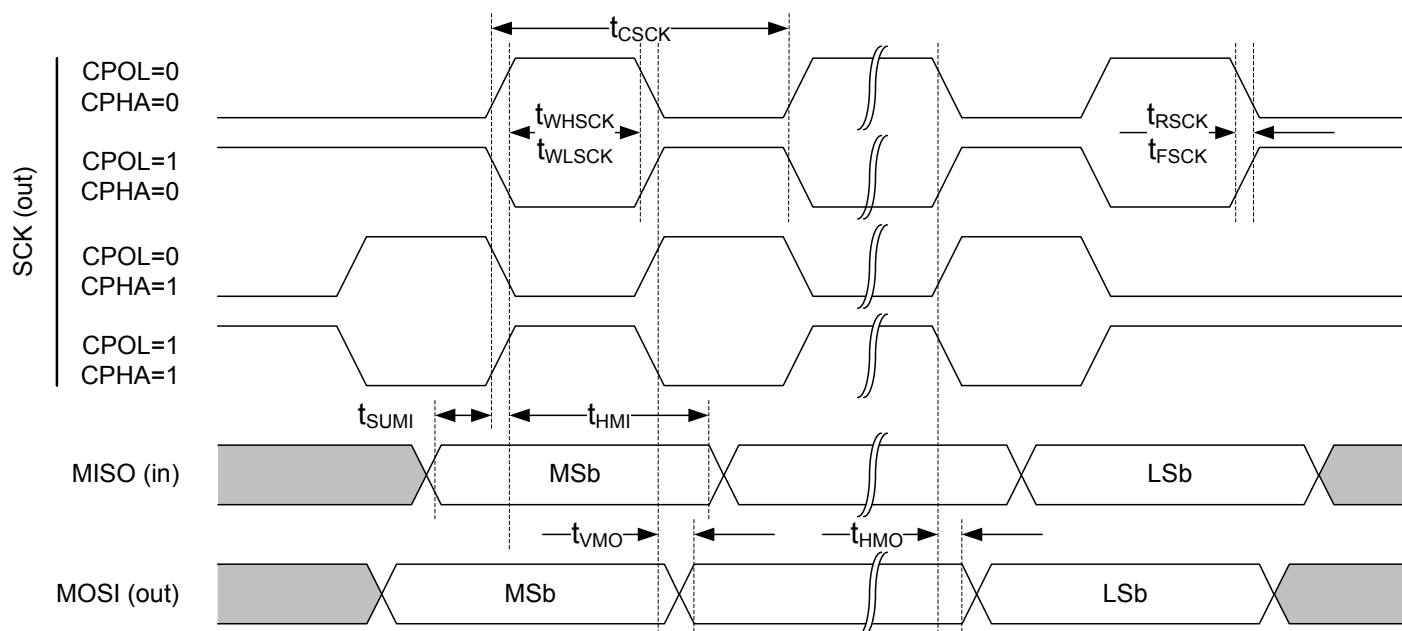 tCSCK
CPOL=0
CPHA=0
tWHSCK
tWLSCK
tRSCK
tFSCK
CPOL=1
CPHA=0
SCK (out)
CPOL=0
CPHA=1
CPOL=1
CPHA=1
tSUMI
tHMI
MISO (in)
MSb
LSb
tVMO
tHMO
MOSI (out)
MSb
LSb